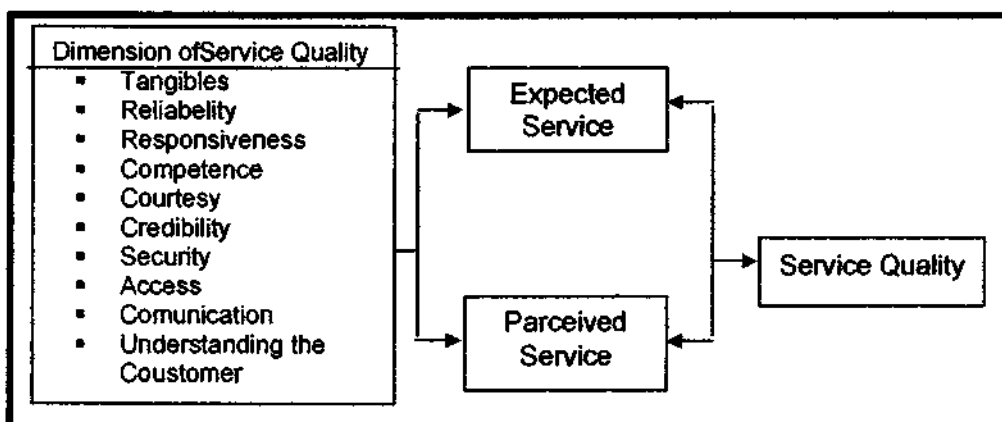 Dimension ofService Quality
▪ Tangibles
▪ Reliabelity
▪ Responsiveness
▪ Competence
▪ Courtesy
▪ Credibility
▪ Security
▪ Access
▪ Comunication
▪ Understanding the
Coustomer
Expected
Service
Parceived
Service
Service Quality